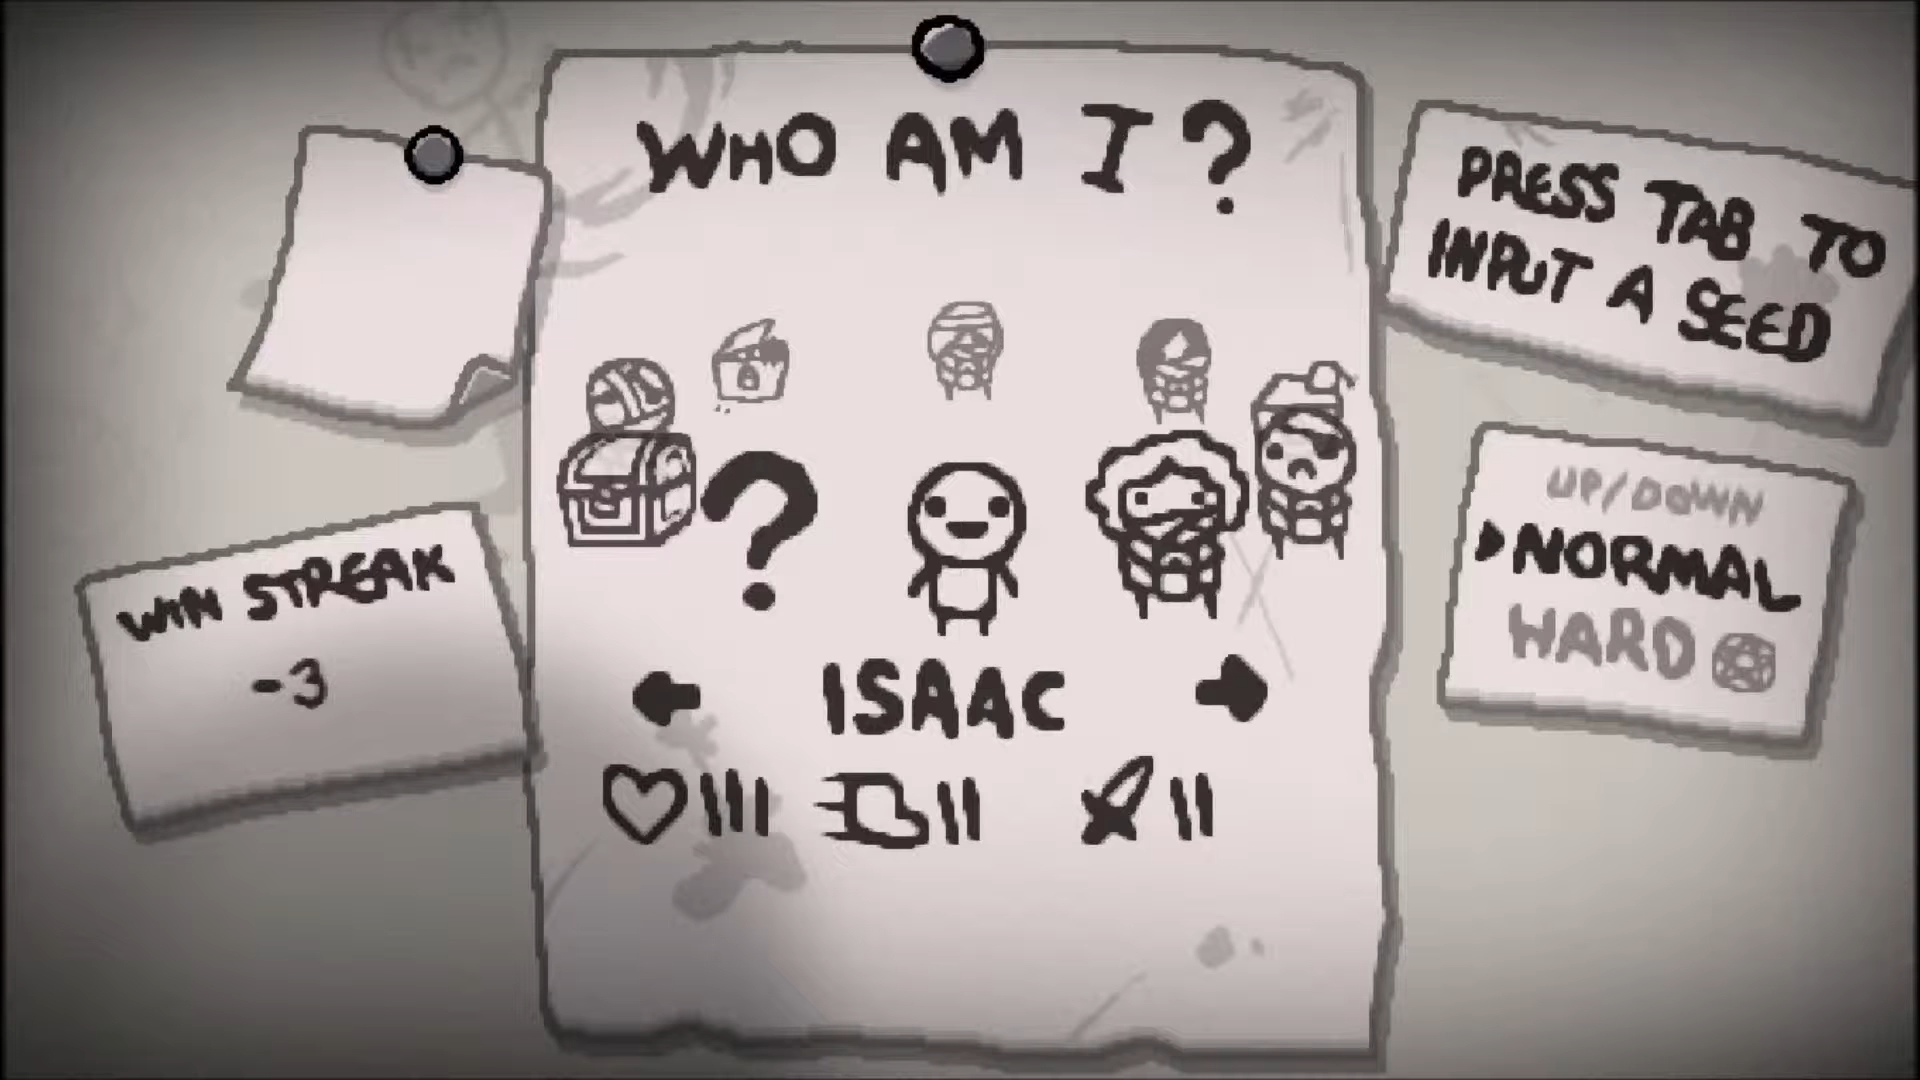 WHO AM I?
PRESS TAB TO
INPUT A SEED
WIN STREAK
-3
?
UP/DOWN
NORMAL
HARD
ISAAC